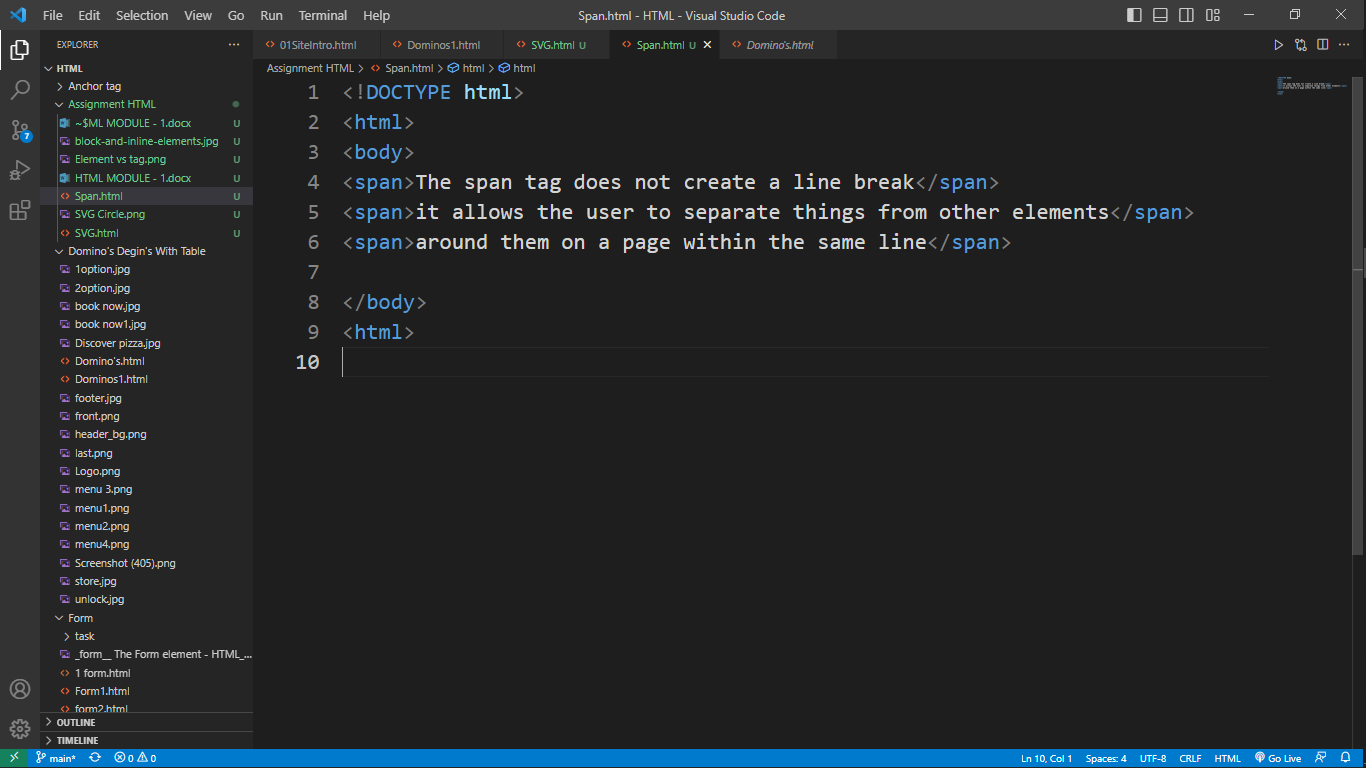 File Edit Selection View Go Run Terminal Help Span.html - HTML - Visual Studio Code
EXPLORER
HTML
Anchor tag
Assignment HTML
~$ML MODULE - 1.docx U
block-and-inline-elements.jpg U
Element vs tag.png U
HTML MODULE - 1.docx U
Span.html U
SVG Circle.png U
SVG.html U
Domino's Degin's With Table
1option.jpg
2option.jpg
book now.jpg
book now1.jpg
Discover pizza.jpg
Domino's.html
Dominos1.html
footer.jpg
front.png
header_bg.png
last.png
Logo.png
menu 3.png
menu1.png
menu2.png
menu4.png
Screenshot (405).png
store.jpg
unlock.jpg
Form
task
_form__ The Form element - HTML_...
1 form.html
Form1.html
form2.html
OUTLINE
TIMELINE
7
01SiteIntro.html Dominos1.html SVG.html U Span.html U Domino's.html
Assignment HTML > Span.html > html > html
1 <!DOCTYPE html>
2 <html>
3 <body>
4 <span>The span tag does not create a line break</span>
5 <span>it allows the user to separate things from other elements</span>
6 <span>around them on a page within the same line</span>
7
8 </body>
9 <html>
10
main* 0 0 Ln 10, Col 1 Spaces: 4 UTF-8 CRLF HTML Go Live